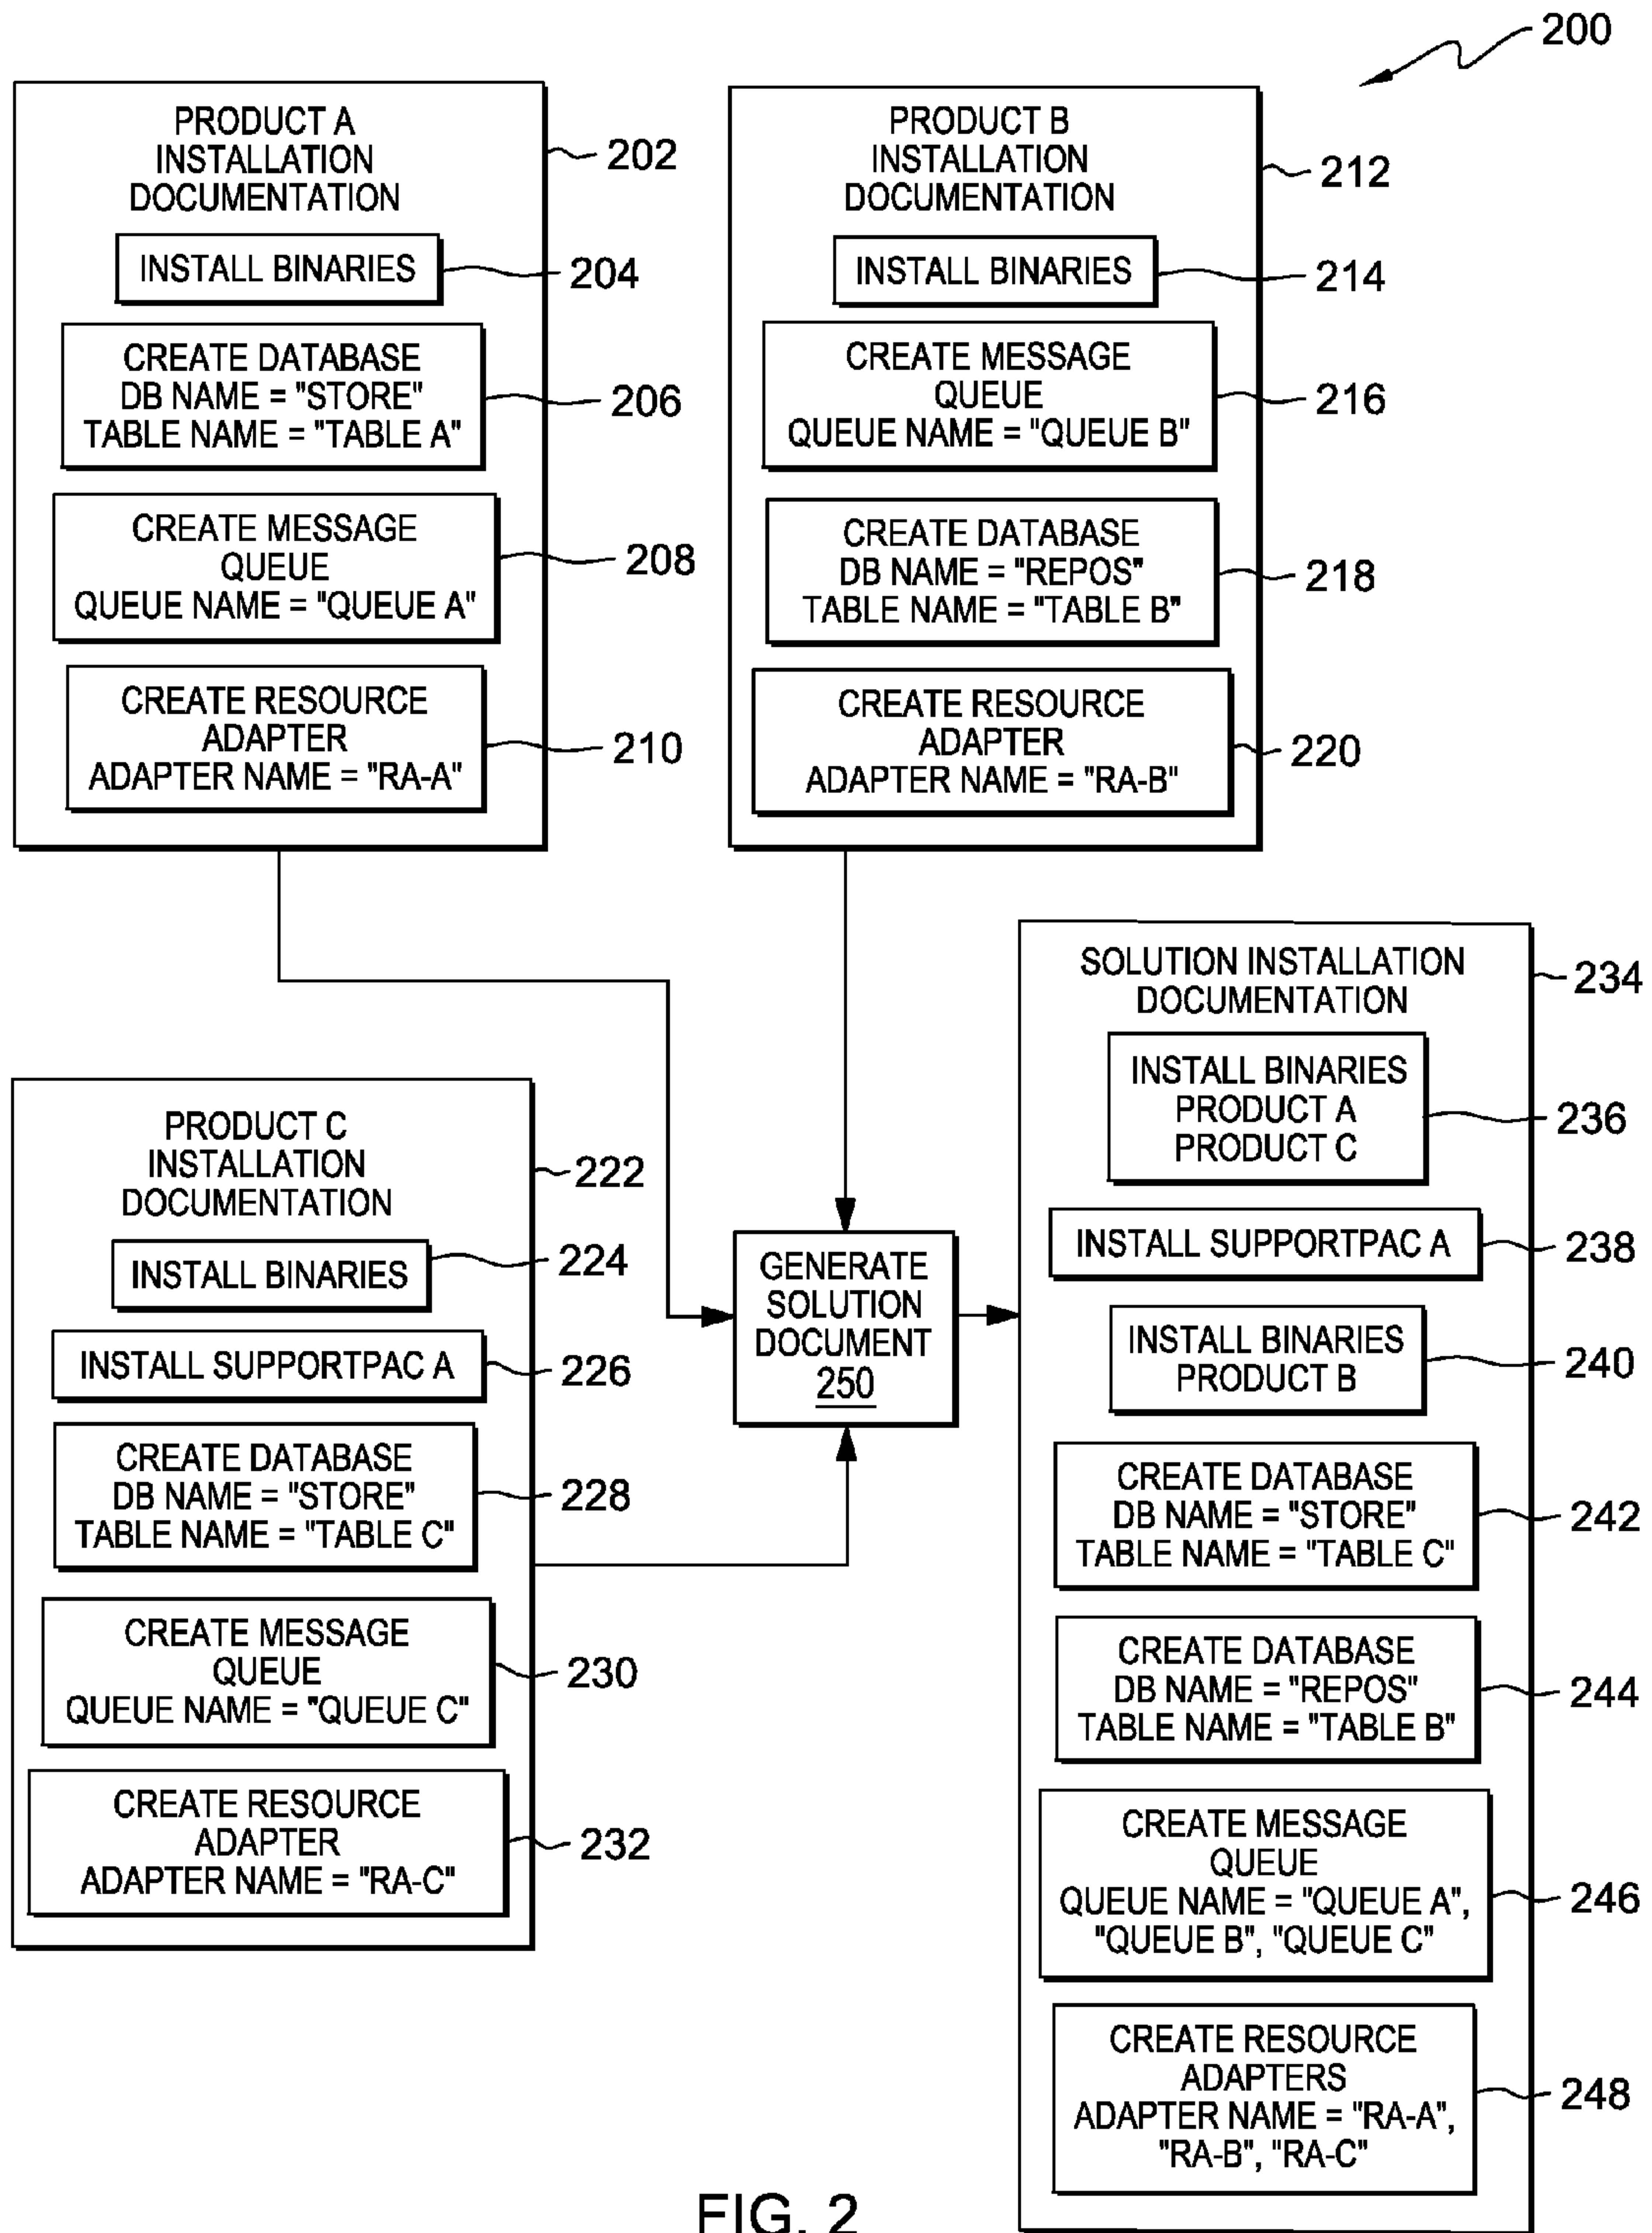 200
PRODUCT A
INSTALLATION
DOCUMENTATION
202
INSTALL BINARIES
204
CREATE DATABASE
DB NAME = "STORE"
TABLE NAME = "TABLE A"
206
CREATE MESSAGE
QUEUE
QUEUE NAME = "QUEUE A"
208
CREATE RESOURCE
ADAPTER
ADAPTER NAME = "RA-A"
210
PRODUCT B
INSTALLATION
DOCUMENTATION
212
INSTALL BINARIES
214
CREATE MESSAGE
QUEUE
QUEUE NAME = "QUEUE B"
216
CREATE DATABASE
DB NAME = "REPOS"
TABLE NAME = "TABLE B"
218
CREATE RESOURCE
ADAPTER
ADAPTER NAME = "RA-B"
220
PRODUCT C
INSTALLATION
DOCUMENTATION
222
INSTALL BINARIES
224
INSTALL SUPPORTPAC A
226
CREATE DATABASE
DB NAME = "STORE"
TABLE NAME = "TABLE C"
228
CREATE MESSAGE
QUEUE
QUEUE NAME = "QUEUE C"
230
CREATE RESOURCE
ADAPTER
ADAPTER NAME = "RA-C"
232
GENERATE
SOLUTION
DOCUMENT
250
SOLUTION INSTALLATION
DOCUMENTATION
234
INSTALL BINARIES
PRODUCT A
PRODUCT C
236
INSTALL SUPPORTPAC A
238
INSTALL BINARIES
PRODUCT B
240
CREATE DATABASE
DB NAME = "STORE"
TABLE NAME = "TABLE C"
242
CREATE DATABASE
DB NAME = "REPOS"
TABLE NAME = "TABLE B"
244
CREATE MESSAGE
QUEUE
QUEUE NAME = "QUEUE A",
"QUEUE B", "QUEUE C"
246
CREATE RESOURCE
ADAPTERS
ADAPTER NAME = "RA-A",
"RA-B", "RA-C"
248
FIG. 2